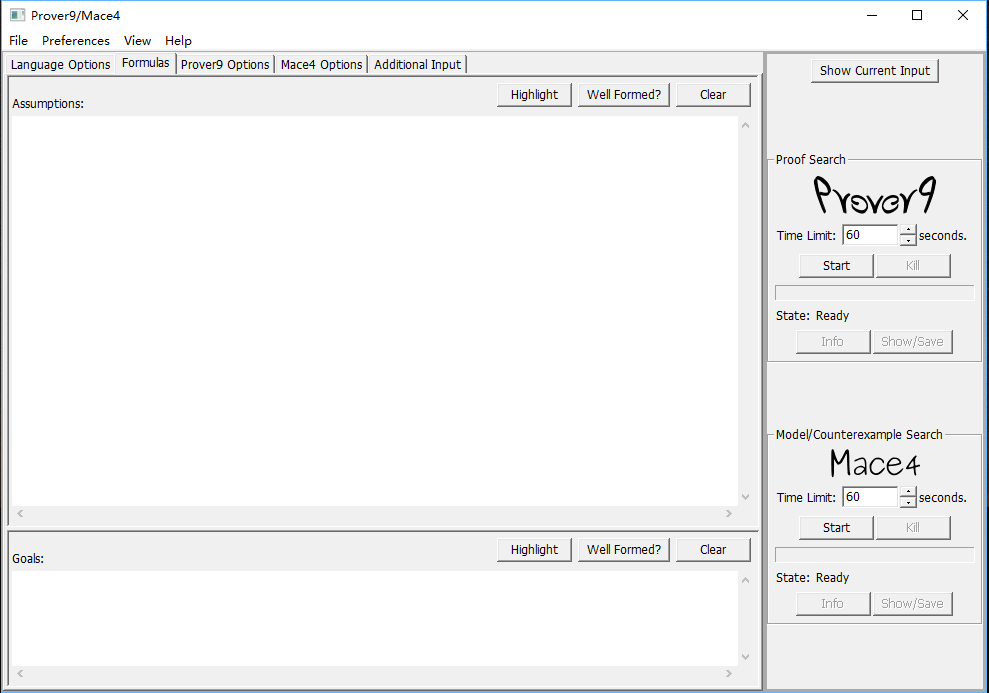 Prover9/Mace4
File Preferences View Help
Language Options Formulas Prover9 Options Mace4 Options Additional Input
Assumptions: Highlight Well Formed? Clear
Goals: Highlight Well Formed? Clear
Show Current Input
Proof Search
Prover9
Time Limit: 60 seconds.
Start Kill
State: Ready
Info Show/Save
Model/Counterexample Search
Mace4
Time Limit: 60 seconds.
Start Kill
State: Ready
Info Show/Save